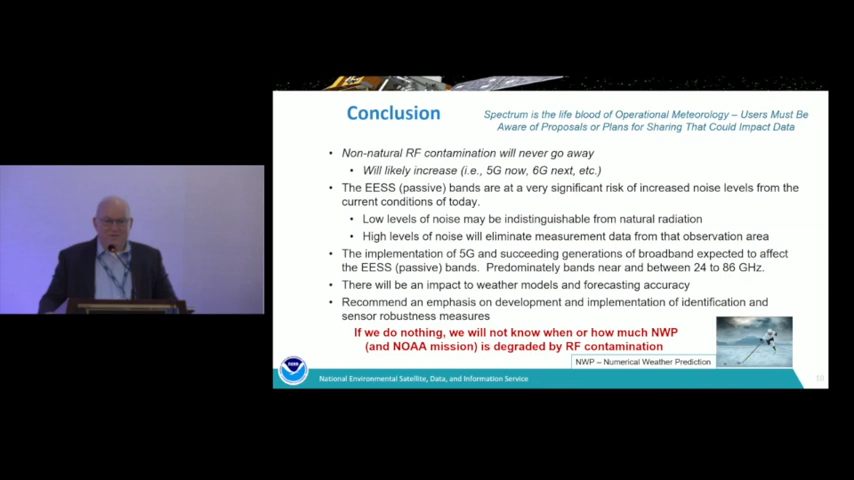 Conclusion
Spectrum is the life blood of Operational Meteorology – Users Must Be
Aware of Proposals or Plans for Sharing That Could Impact Data
• Non-natural RF contamination will never go away
• Will likely increase (i.e., 5G now, 6G next, etc.)
• The EESS (passive) bands are at a very significant risk of increased noise levels from the
current conditions of today.
• Low levels of noise may be indistinguishable from natural radiation
• High levels of noise will eliminate measurement data from that observation area
• The implementation of 5G and succeeding generations of broadband expected to affect
the EESS (passive) bands. Predominately bands near and between 24 to 86 GHz.
• There will be an impact to weather models and forecasting accuracy
• Recommend an emphasis on development and implementation of identification and
sensor robustness measures
If we do nothing, we will not know when or how much NWP
(and NOAA mission) is degraded by RF contamination
NWP – Numerical Weather Prediction
National Environmental Satellite, Data, and Information Service
10